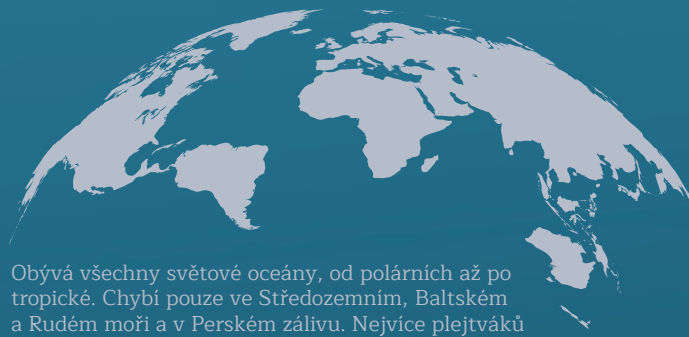 Obývá všechny světové oceány, od polárních až po
tropické. Chybí pouze ve Středozemním, Baltském
a Rudém moři a v Perském zálivu. Nejvíce plejtváků